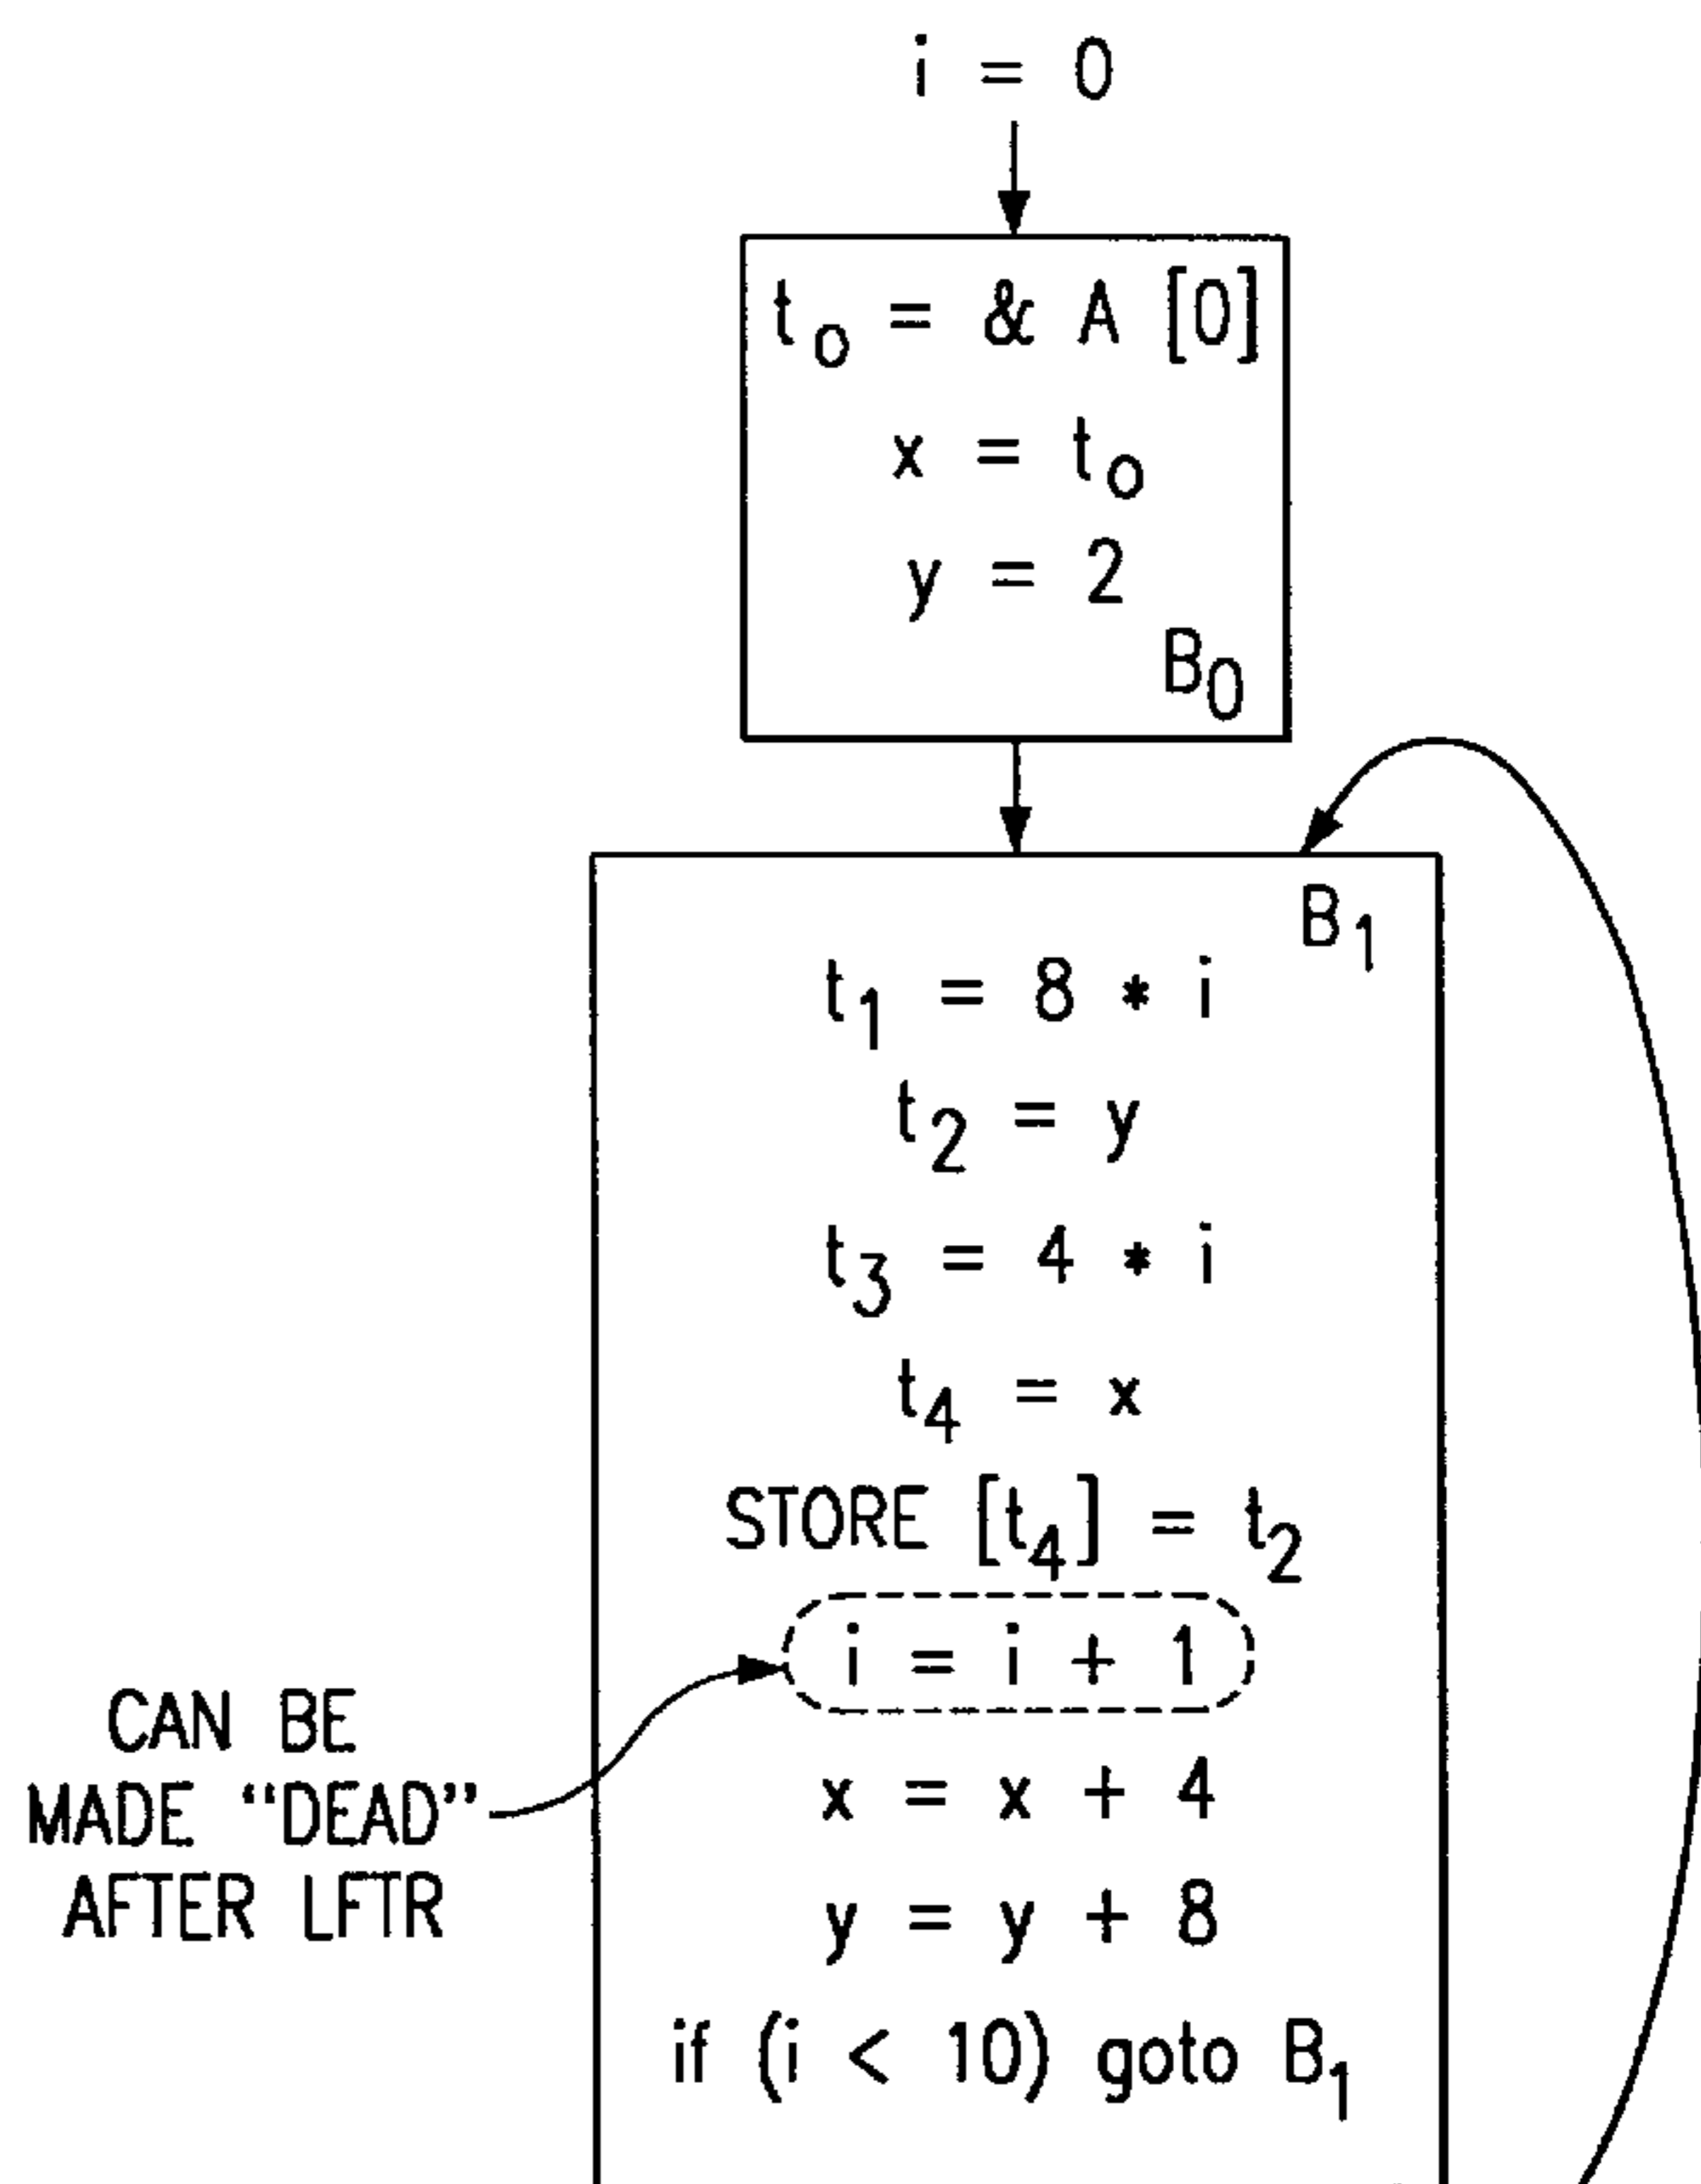 i = 0
t₀ = & A [0]
x = t₀
y = 2
B₀
B₁
t₁ = 8 * i
t₂ = y
t₃ = 4 * i
t₄ = x
STORE [t₄] = t₂
i = i + 1
CAN BE
MADE “DEAD”
AFTER LFTR
x = x + 4
y = y + 8
if (i < 10) goto B₁